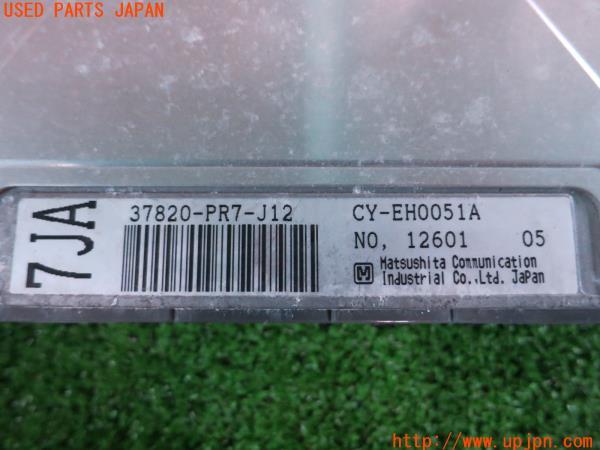 USED PARTS JAPAN
7JA
37820-PR7-J12
CY-EH0051A
NO, 12601 05
M Matsushita Communication
Industrial Co.,Ltd. JaPan
http://www.upjpn.com